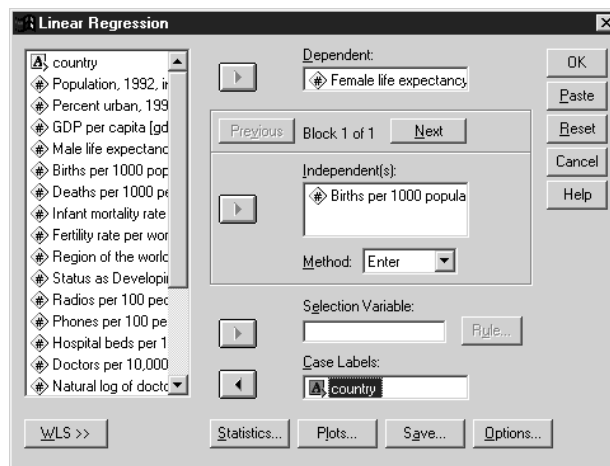 Linear Regression
country
Population, 1992, in
Percent urban, 199
GDP per capita [gd
Male life expectanc
Births per 1000 pop
Deaths per 1000 pe
Infant mortality rate
Fertility rate per wor
Region of the world
Status as Developin
Radios per 100 peo
Phones per 100 pe
Hospital beds per 1
Doctors per 10,000
Natural log of docto
WLS >>
Dependent:
Female life expectancy
Previous Block 1 of 1 Next
Independent(s):
Births per 1000 popula
Method: Enter
Selection Variable:
Rule...
Case Labels:
country
Statistics... Plots... Save... Options...
OK
Paste
Reset
Cancel
Help